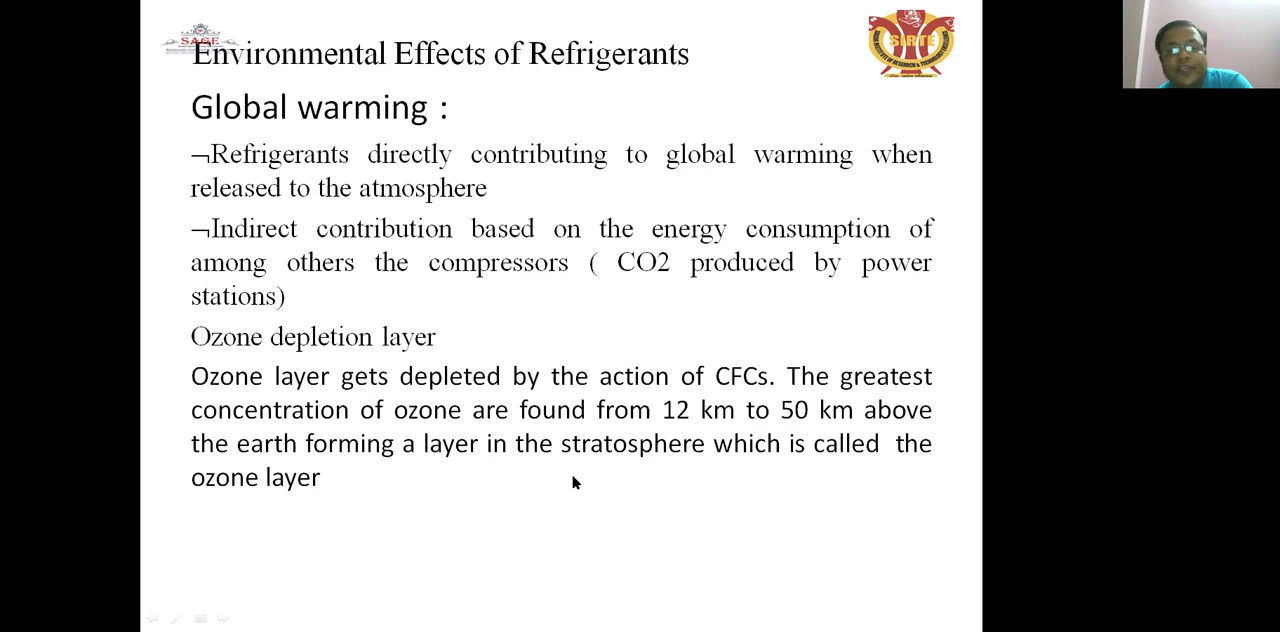 SAGE
SIRTE
Environmental Effects of Refrigerants
Global warming :
¬Refrigerants directly contributing to global warming when
released to the atmosphere
¬Indirect contribution based on the energy consumption of
among others the compressors ( CO2 produced by power
stations)
Ozone depletion layer
Ozone layer gets depleted by the action of CFCs. The greatest
concentration of ozone are found from 12 km to 50 km above
the earth forming a layer in the stratosphere which is called the
ozone layer